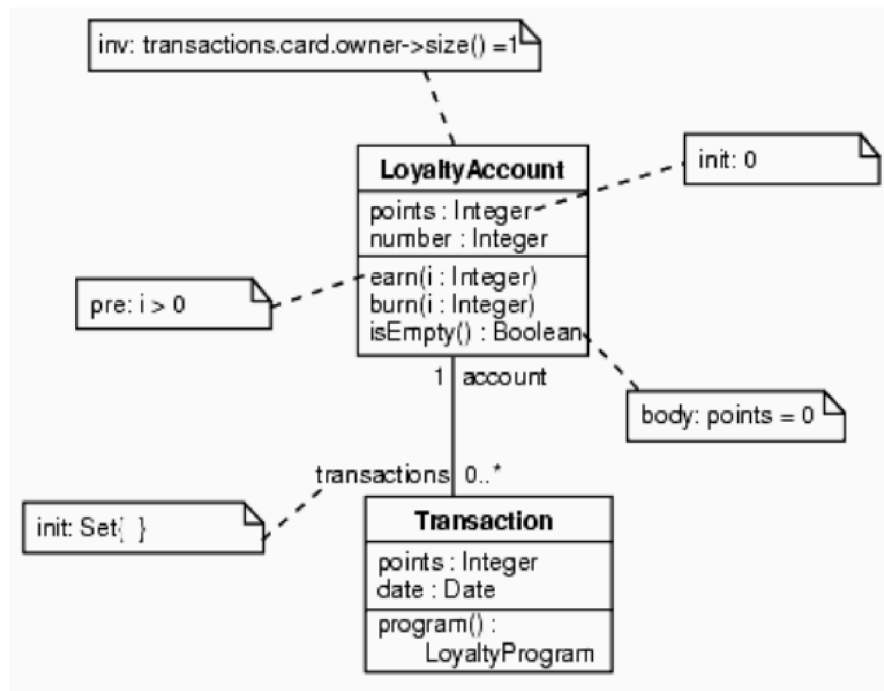 inv: transactions.card.owner->size() =1
LoyaltyAccount
init: 0
points : Integer
number : Integer
earn(i : Integer)
pre: i > 0
burn(i : Integer)
isEmpty() : Boolean
1 account
body: points = 0
transactions 0..*
init: Set{ }
Transaction
points : Integer
date : Date
program() :
LoyaltyProgram